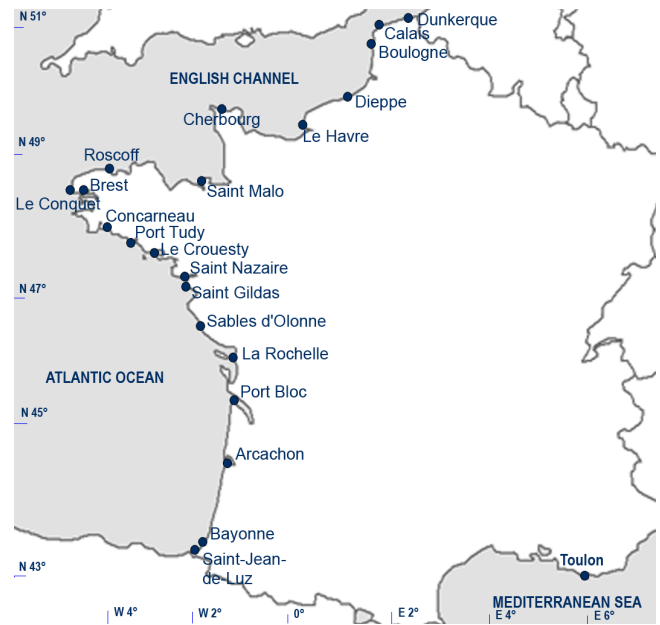 N 51°
Dunkerque
Calais
Boulogne
ENGLISH CHANNEL
Dieppe
Cherbourg
Le Havre
N 49°
Roscoff
Brest
Saint Malo
Le Conquet
Concarneau
Port Tudy
Le Crouesty
Saint Nazaire
Saint Gildas
N 47°
Sables d'Olonne
La Rochelle
ATLANTIC OCEAN
Port Bloc
N 45°
Arcachon
Bayonne
Saint-Jean-
de-Luz
Toulon
N 43°
MEDITERRANEAN SEA
W 4°
W 2°
0°
E 2°
E 4°
E 6°